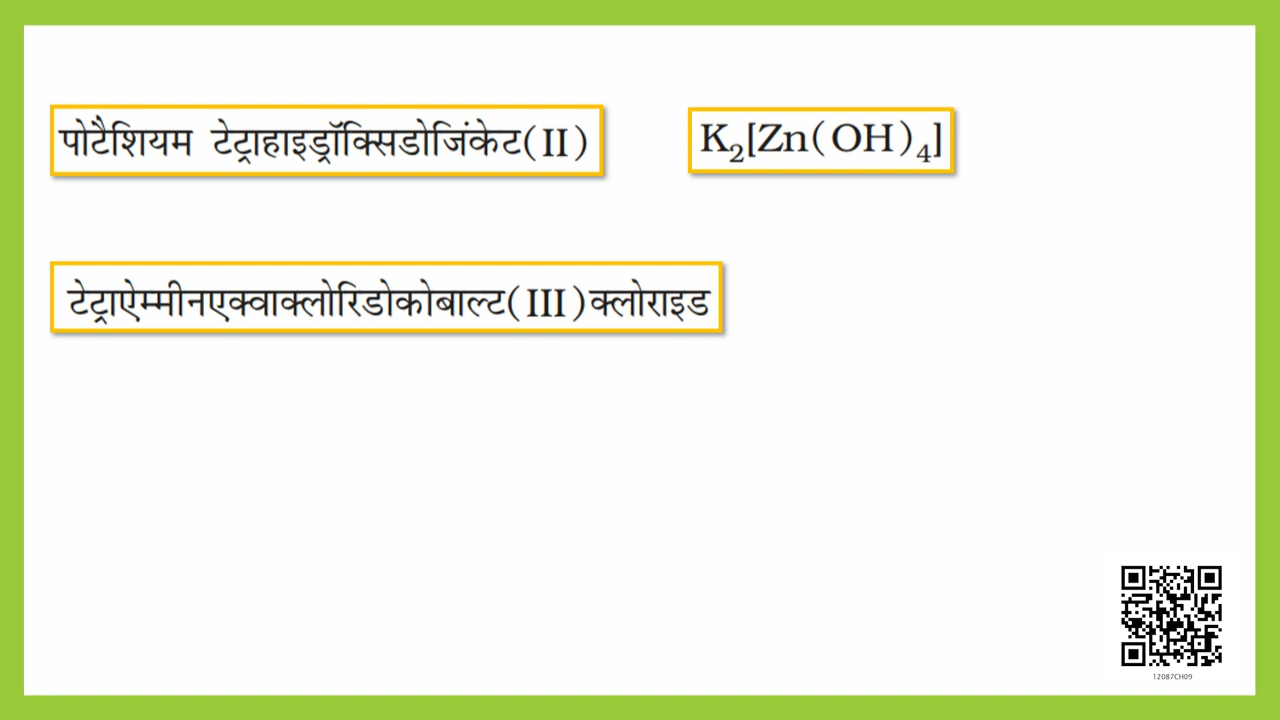 पोटैशियम टेट्राहाइड्रॉक्सिडोजिंकेट(II) K₂[Zn(OH)₄]
टेट्राऐम्मीनएक्वाक्लोरिडोकोबाल्ट(III)क्लोराइड
12087CH09